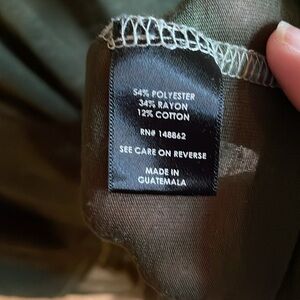 54% POLYESTER
34% RAYON
12% COTTON
RN# 148862
SEE CARE ON REVERSE
MADE IN
GUATEMALA